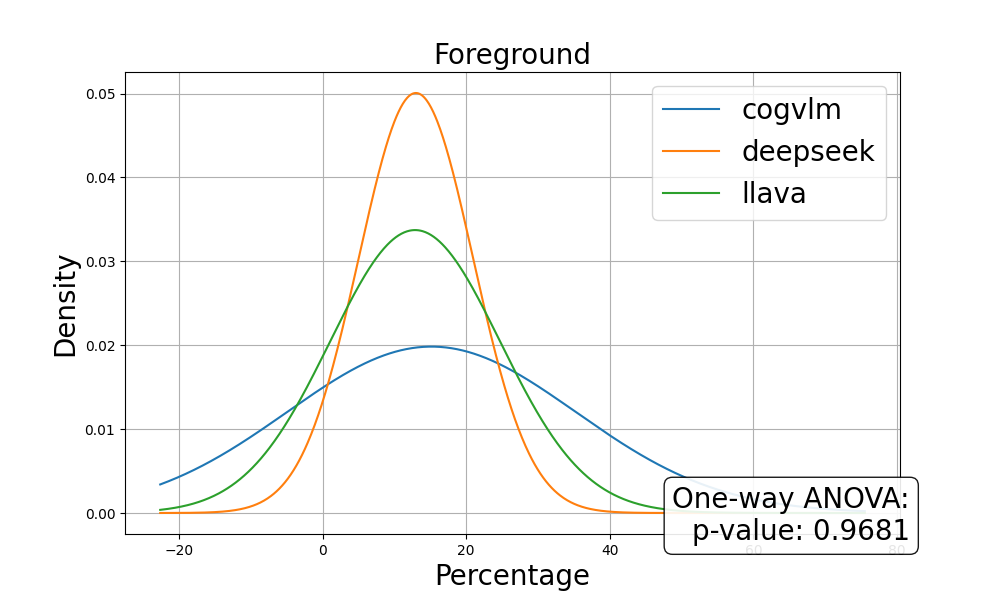 Foreground
cogvlm
deepseek
llava
Density
0.05
0.04
0.03
0.02
0.01
0.00
One-way ANOVA:
p-value: 0.9681
−20
0
20
40
60
80
Percentage